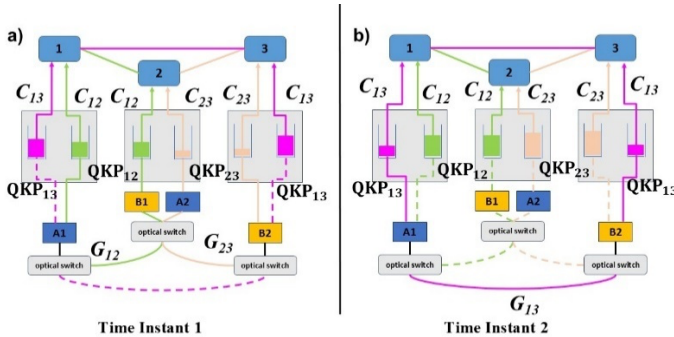 a)
1
3
2
C13
C12
C12
C23
C23
C13
QKP13
QKP12
QKP23
QKP13
B1
A2
A1
B2
optical switch
optical switch
optical switch
G12
G23
Time Instant 1
b)
1
3
2
C13
C12
C12
C23
C23
C13
QKP13
QKP12
QKP23
QKP13
B1
A2
A1
B2
optical switch
optical switch
optical switch
G13
Time Instant 2